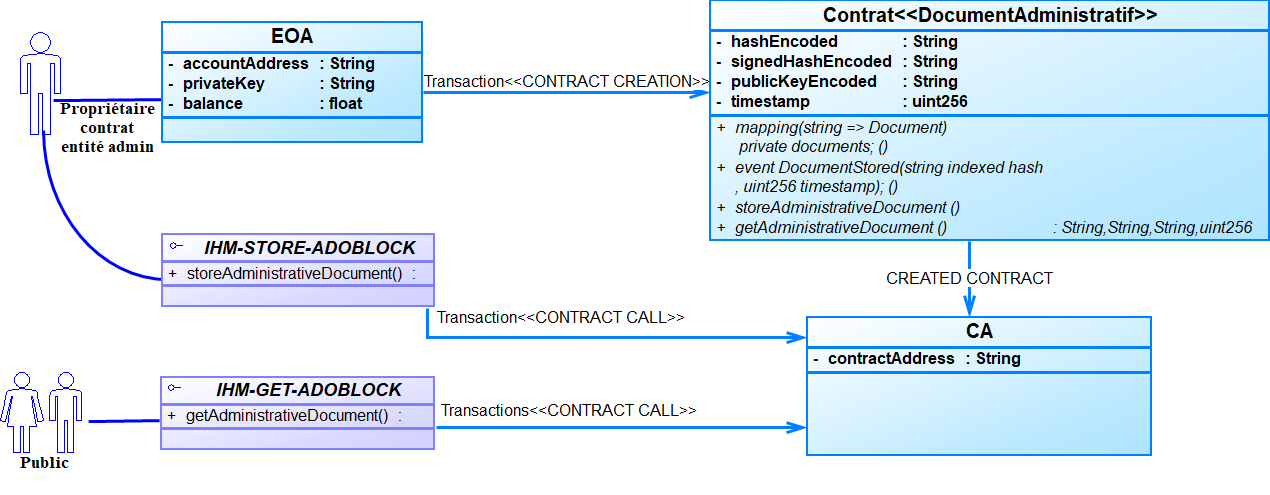 Contrat<<DocumentAdministratif>>
- hashEncoded : String
- signedHashEncoded : String
- publicKeyEncoded : String
- timestamp : uint256
+ mapping(string => Document)
private documents; ()
+ event DocumentStored(string indexed hash
, uint256 timestamp); ()
+ storeAdministrativeDocument ()
+ getAdministrativeDocument () : String,String,String,uint256
EOA
- accountAddress : String
- privateKey : String
- balance : float
Transaction<<CONTRACT CREATION>>
Propriétaire
contrat
entité admin
IHM-STORE-ADOBLOCK
+ storeAdministrativeDocument() :
CREATED CONTRACT
Transaction<<CONTRACT CALL>>
CA
- contractAddress : String
IHM-GET-ADOBLOCK
+ getAdministrativeDocument() :
Transactions<<CONTRACT CALL>>
Public